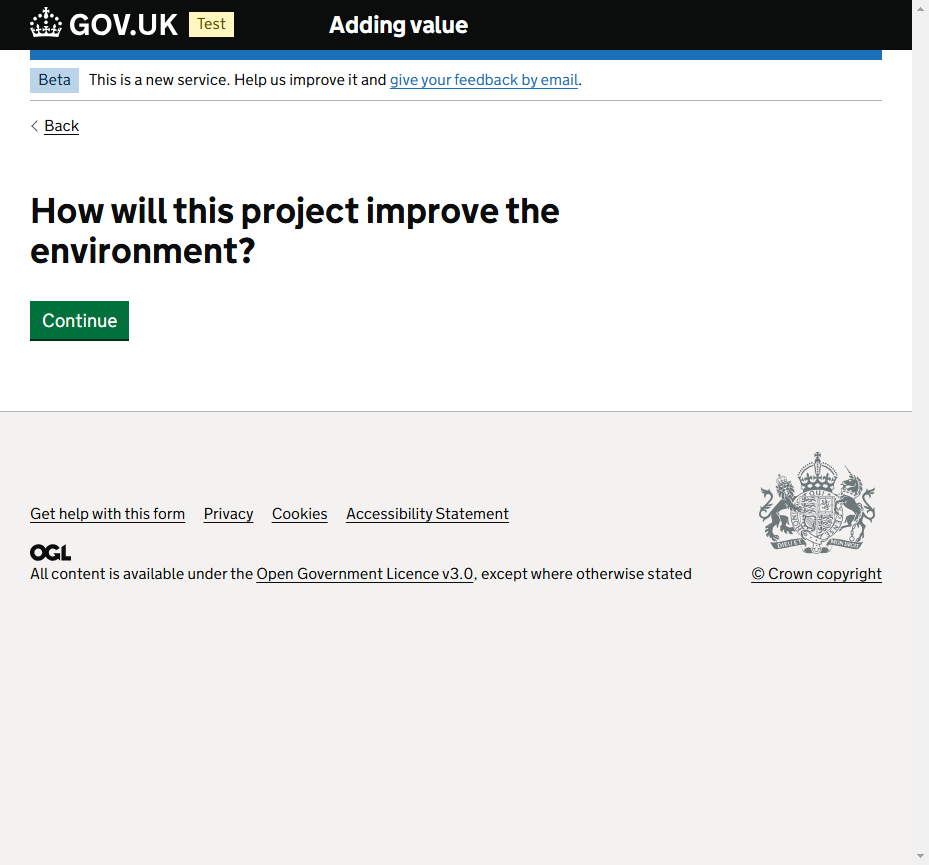 GOV.UK Test Adding value
Beta This is a new service. Help us improve it and give your feedback by email.
Back
How will this project improve the
environment?
Continue
Get help with this form Privacy Cookies Accessibility Statement
OGL
All content is available under the Open Government Licence v3.0, except where otherwise stated
© Crown copyright